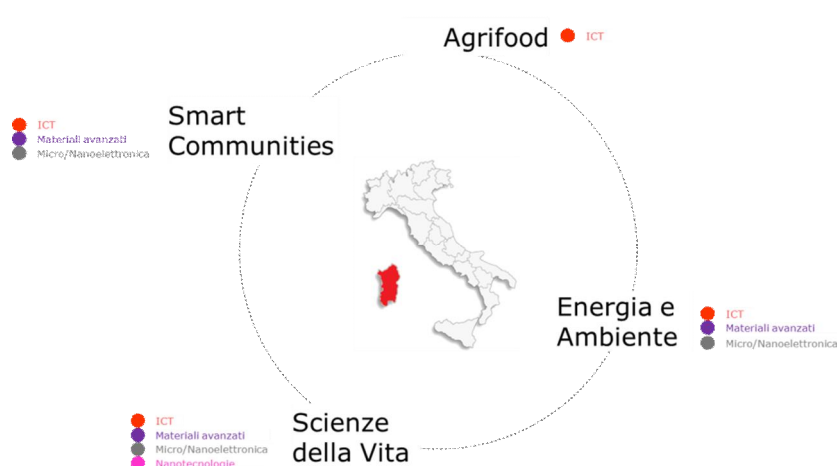 Agrifood
ICT
Smart
Communities
ICT
Materiali avanzati
Micro/Nanoelettronica
Energia e
Ambiente
ICT
Materiali avanzati
Micro/Nanoelettronica
Scienze
della Vita
ICT
Materiali avanzati
Micro/Nanoelettronica
Nanotecnologie